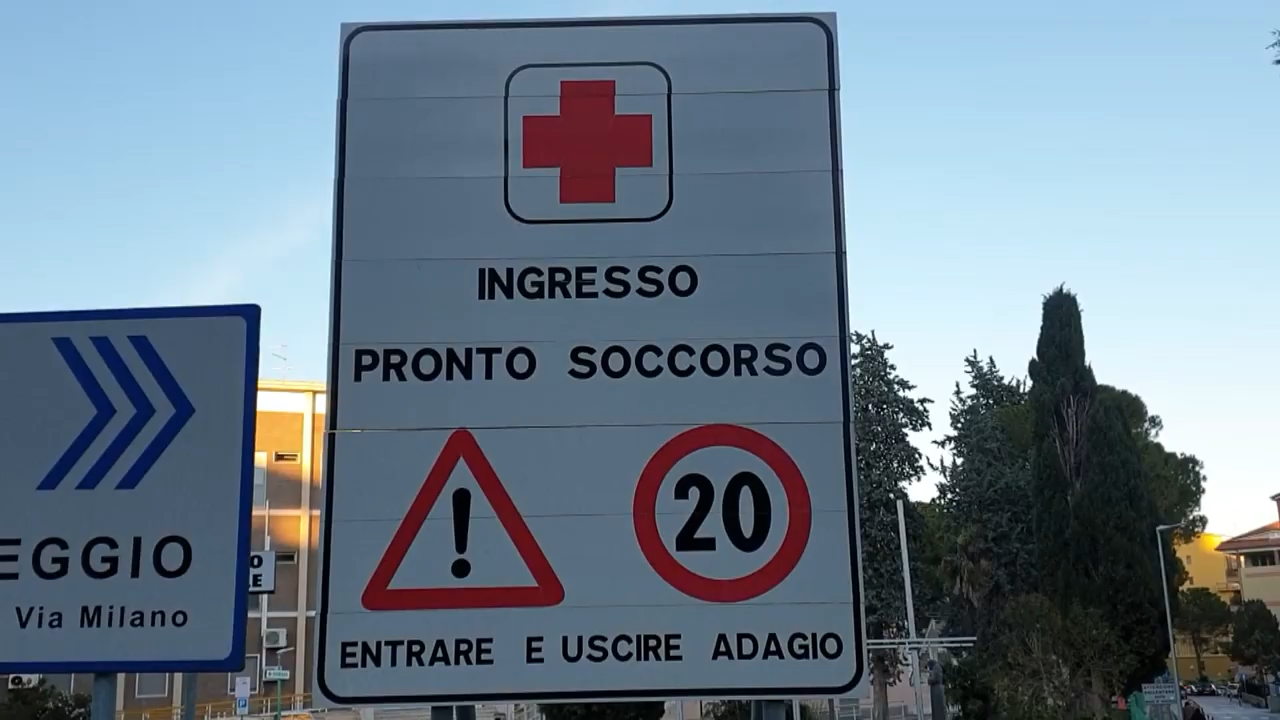 INGRESSO
PRONTO SOCCORSO
20
ENTRARE E USCIRE ADAGIO
EGGIO
Via Milano